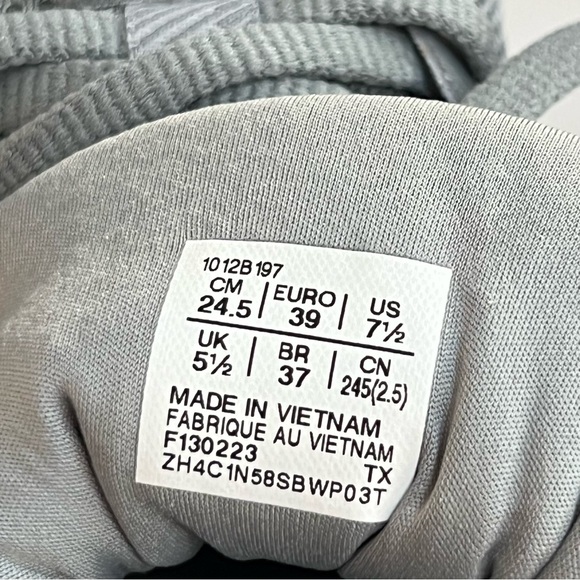 1012B197
CM | EURO | US
24.5 | 39 | 7½
UK | BR | CN
5½ | 37 | 245(2.5)
MADE IN VIETNAM
FABRIQUE AU VIETNAM
F130223 TX
ZH4C1N58SBWP03T